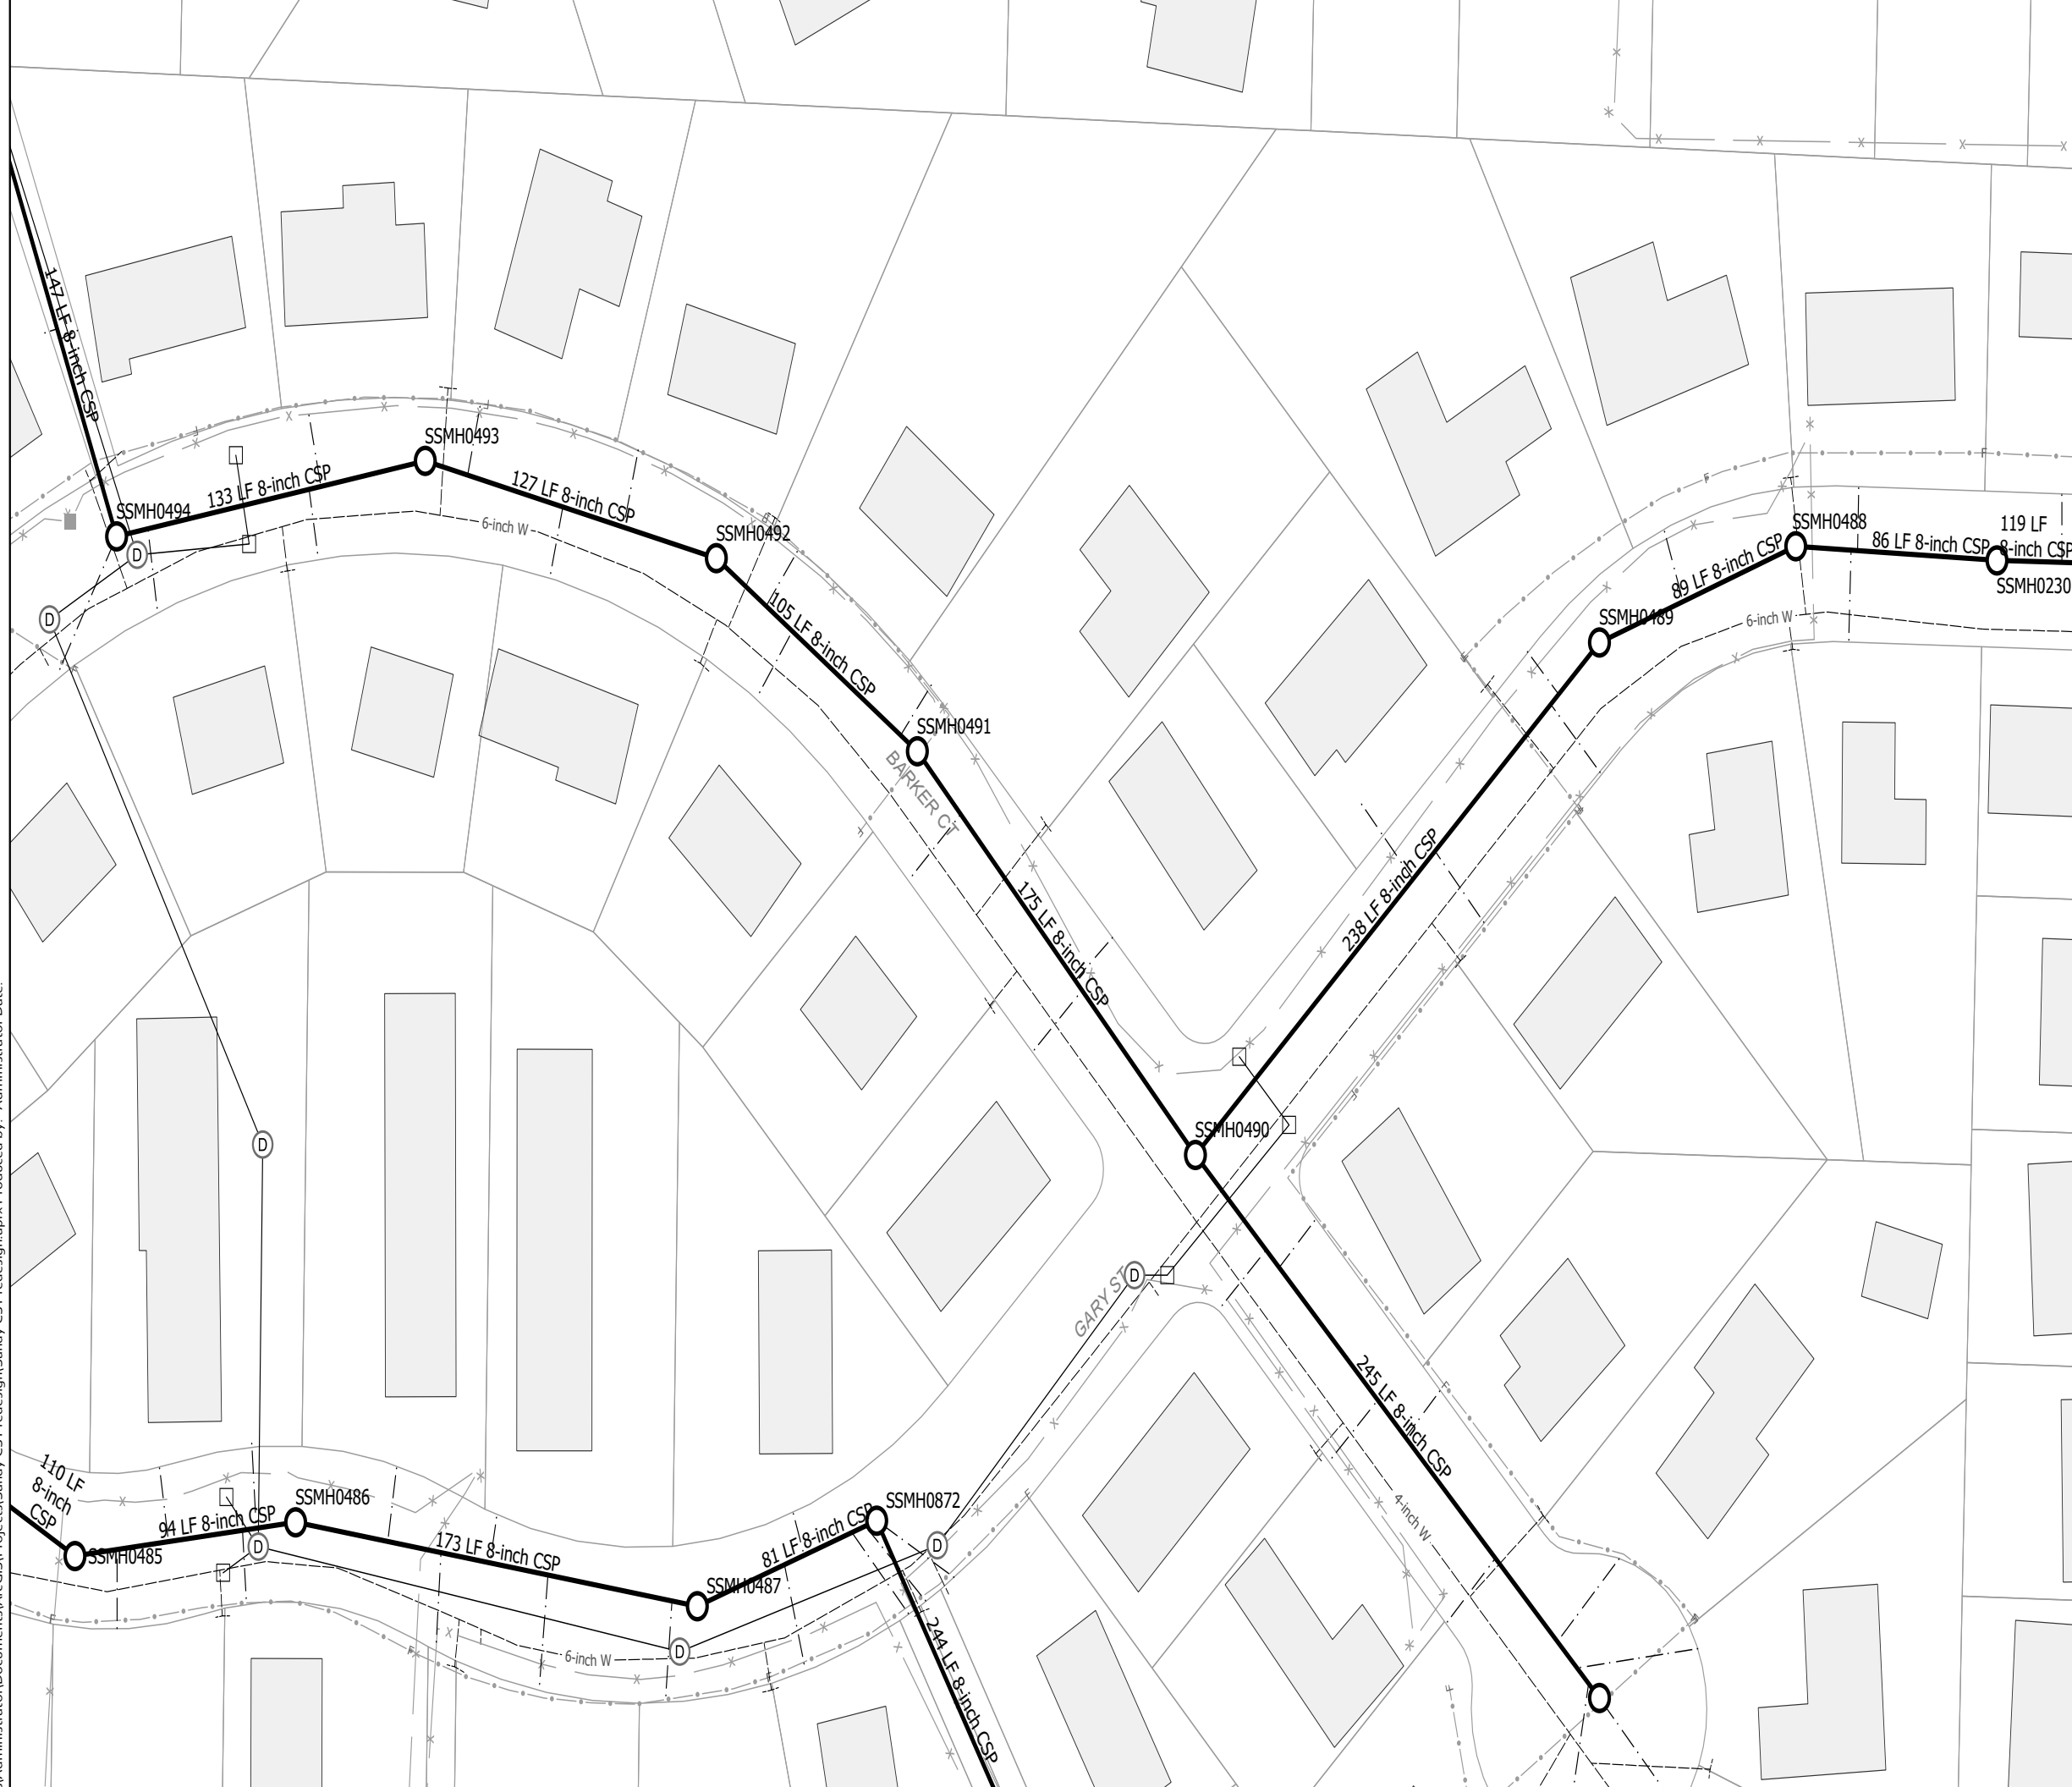 147 LF 8-inch CSP
SSMH0493
SSMH0494
133 LF 8-inch CSP
127 LF 8-inch CSP
6-inch W
SSMH0492
D
D
105 LF 8-inch CSP
SSMH0491
BARKER CT
SSMH0488
86 LF 8-inch CSP
119 LF
8-inch CSP
SSMH0230
89 LF 8-inch CSP
SSMH0489
6-inch W
238 LF 8-inch CSP
175 LF 8-inch CSP
SSMH0490
D
D
GARY ST
245 LF 8-inch CSP
4-inch W
110 LF
8-inch
CSP
SSMH0485
94 LF 8-inch CSP
SSMH0486
D
173 LF 8-inch CSP
81 LF 8-inch CSP
SSMH0872
D
SSMH0487
D
6-inch W
244 LF 8-inch CSP